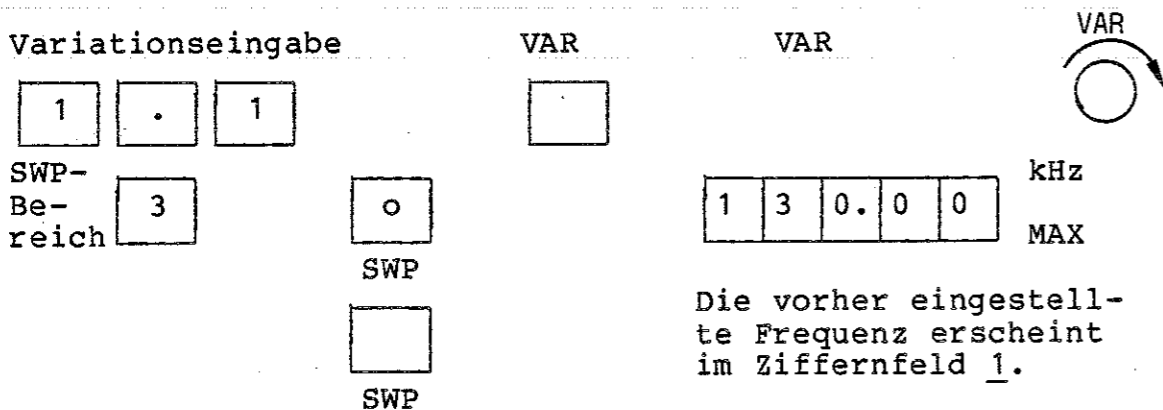 VAR
Variationseingabe VAR VAR
1 . 1
SWP-
Be-
reich
3 o 1 3 0. 0 0 kHz
MAX
SWP
Die vorher eingestell-
te Frequenz erscheint
im Ziffernfeld 1.
SWP